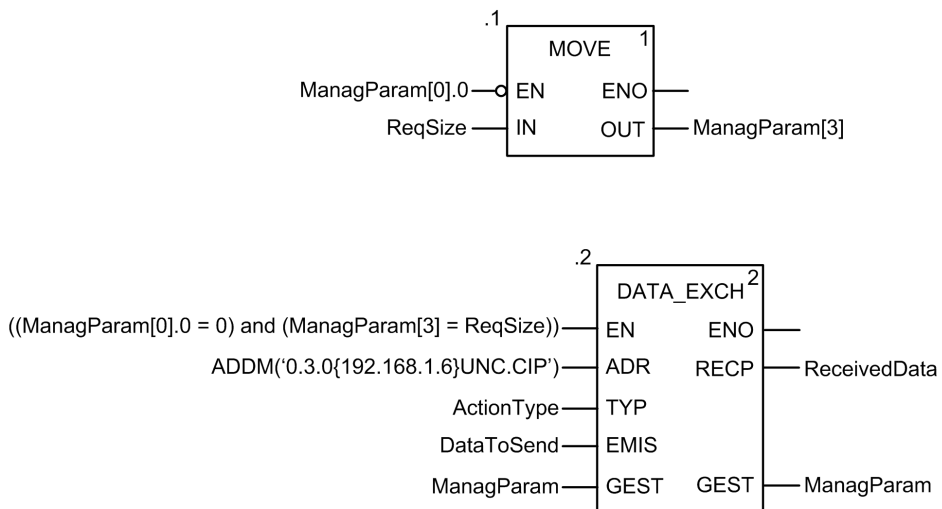 .1
MOVE 1
ManagParam[0].0 EN ENO
ReqSize IN OUT ManagParam[3]
.2
DATA_EXCH 2
((ManagParam[0].0 = 0) and (ManagParam[3] = ReqSize)) EN ENO
ADDM(‘0.3.0{192.168.1.6}UNC.CIP’) ADR RECP ReceivedData
ActionType TYP
DataToSend EMIS
ManagParam GEST GEST ManagParam